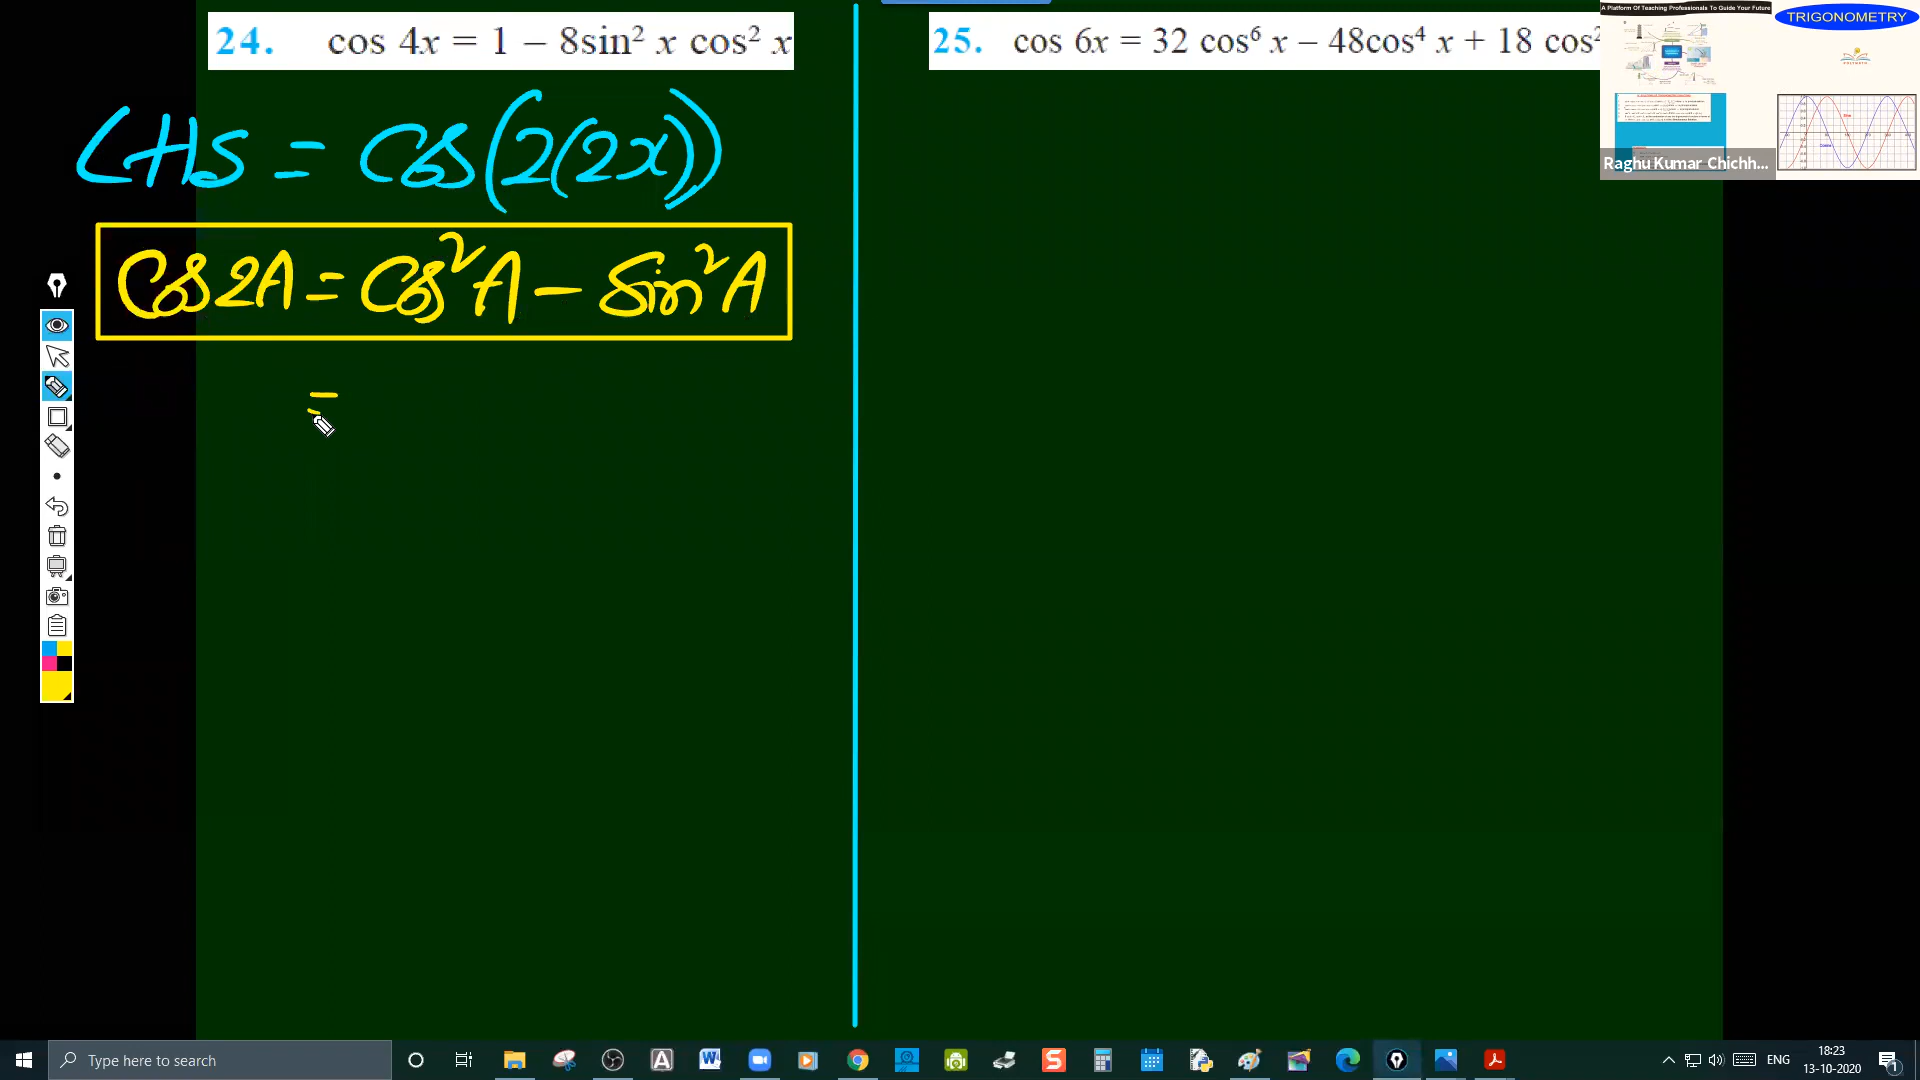 A Platform Of Teaching Professionals To Guide Your Future
TRIGONOMETRY
24. cos 4x = 1 – 8sin² x cos² x
25. cos 6x = 32 cos⁶ x – 48cos⁴ x + 18 cos²
LHS = Cos(2(2x))
Raghu Kumar Chichh...
Cos2A = Cos²A – Sin²A
=
Type here to search
ENG
18:23
13-10-2020